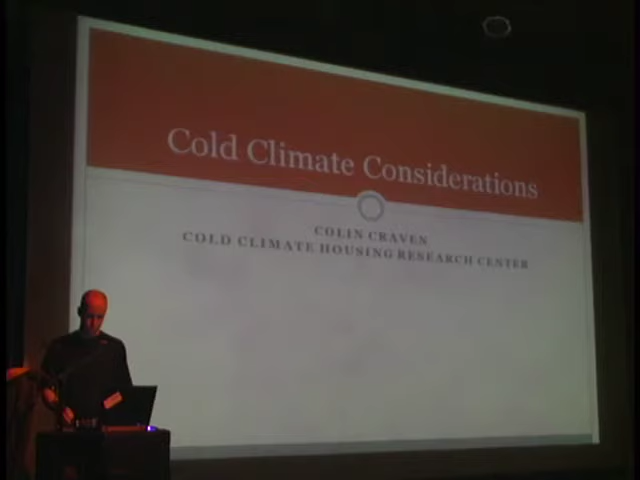 Cold Climate Considerations
COLIN CRAVEN
COLD CLIMATE HOUSING RESEARCH CENTER